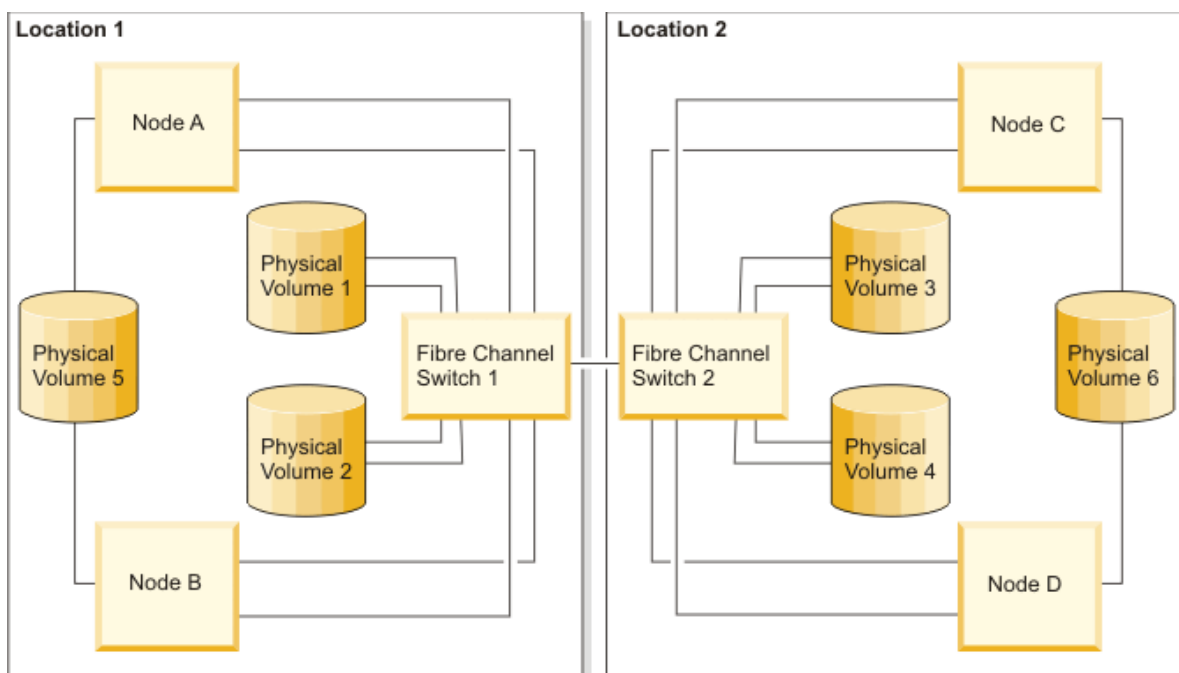 Location 1
Node A
Physical
Volume 1
Physical
Volume 5
Fibre Channel
Switch 1
Physical
Volume 2
Node B
Location 2
Node C
Physical
Volume 3
Fibre Channel
Switch 2
Physical
Volume 6
Physical
Volume 4
Node D